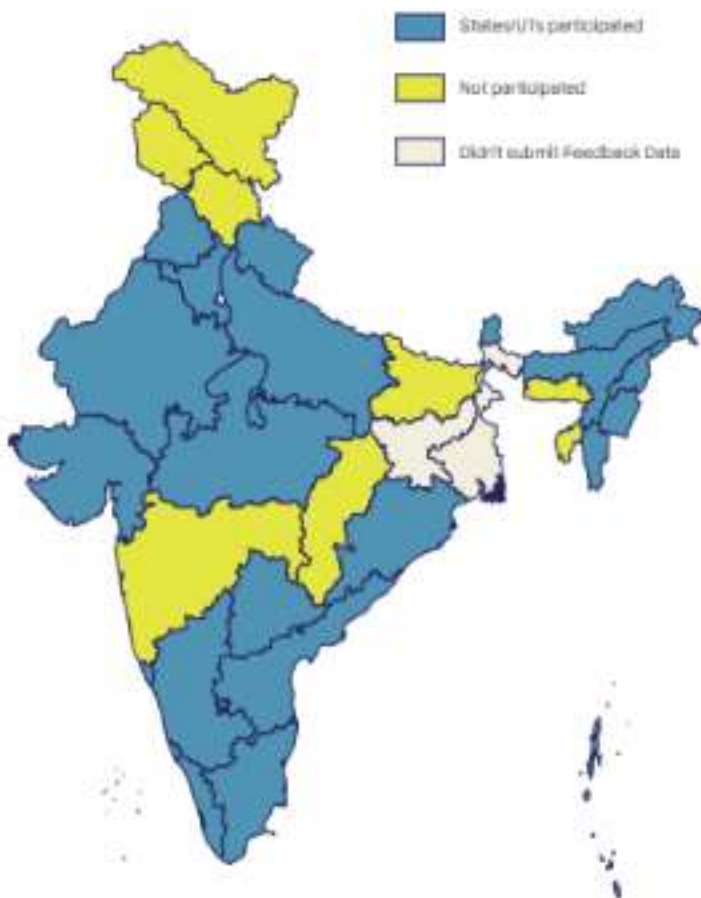 States/UTs participated
Not participated
Didn't submit Feedback Data